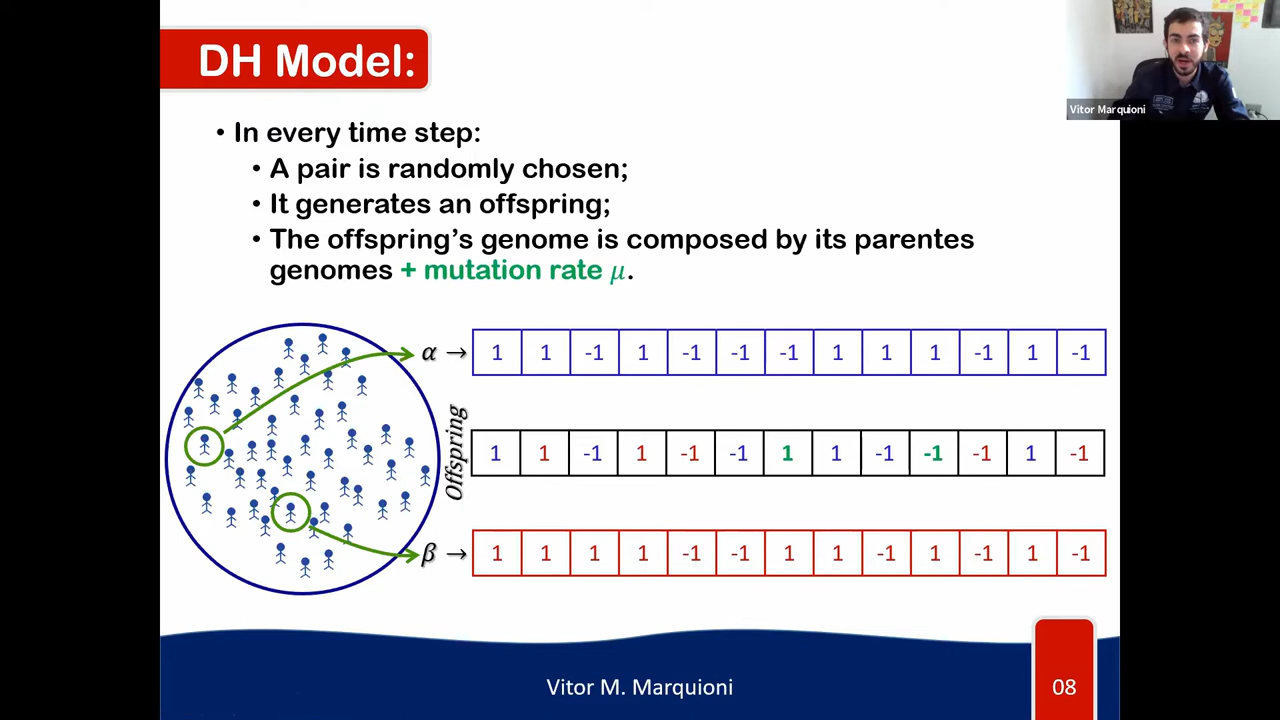 DH Model:
Vitor Marquioni
• In every time step:
• A pair is randomly chosen;
• It generates an offspring;
• The offspring's genome is composed by its parentes
genomes + mutation rate μ.
α → 1 1 -1 1 -1 -1 -1 1 1 1 -1 1 -1
Offspring 1 1 -1 1 -1 -1 1 1 -1 -1 -1 1 -1
β → 1 1 1 1 -1 -1 1 1 -1 1 -1 1 -1
Vitor M. Marquioni
08